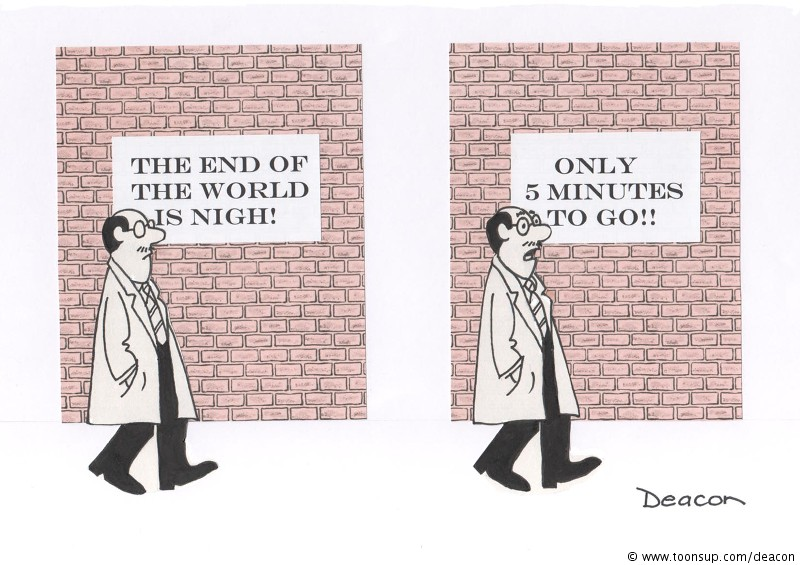 THE END OF
THE WORLD
IS NIGH!
ONLY
5 MINUTES
TO GO!!
Deacon
© www.toonsup.com/deacon